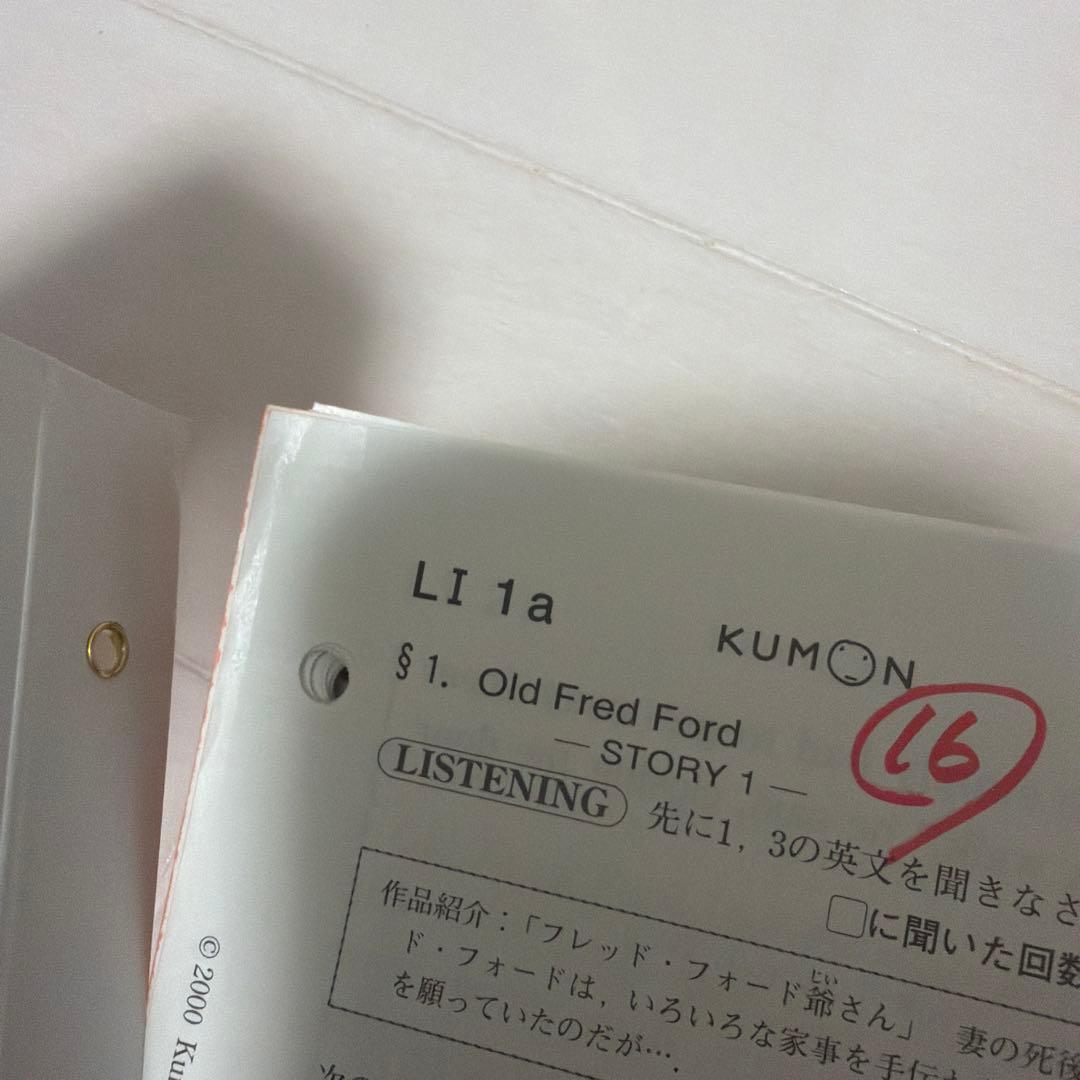 LI 1a
KUMON
16
§1. Old Fred Ford
— STORY 1 —
LISTENING 先に1, 3の英文を聞きなさ
□に聞いた回数
作品紹介:「フレッド・フォード爺さん」 妻の死後
じい
ド・フォードは, いろいろな家事を手伝
を願っていたのだが….
© 2000 Ku